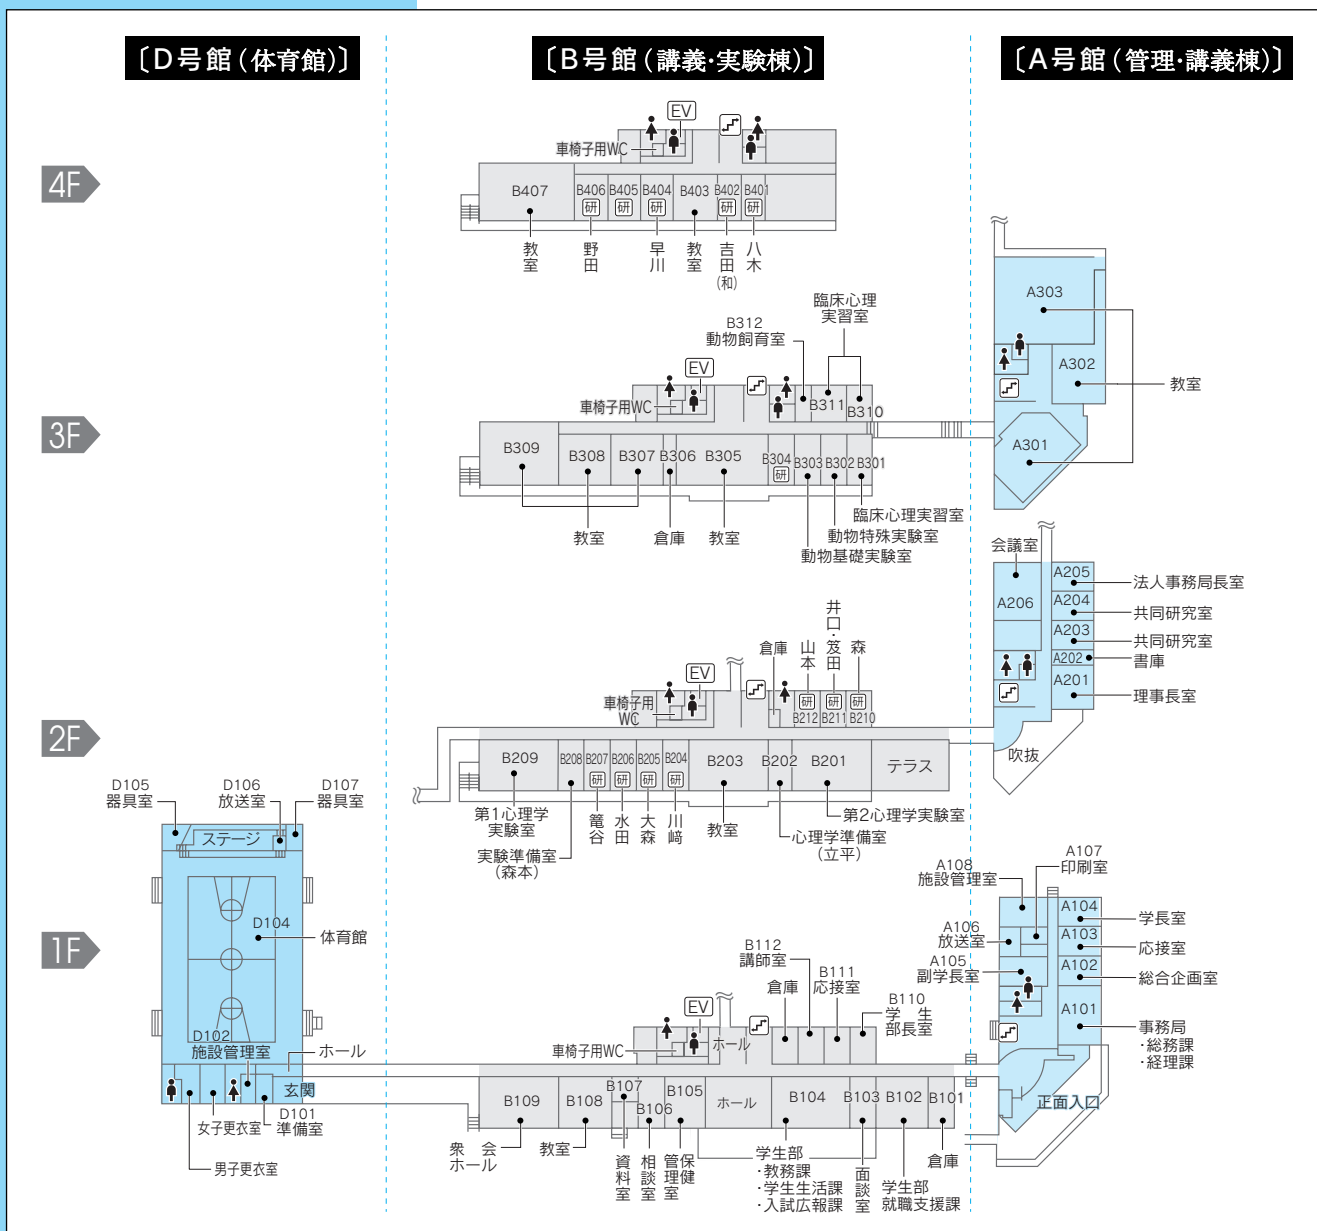 〔D号館（体育館）〕
〔B号館（講義・実験棟）〕
〔A号館（管理・講義棟）〕
4F
EV
車椅子用WC
B407
B406
研
B405
研
B404
研
B403
B402
研
B401
研
教室
野田
早川
教室
吉田(和)
八木
3F
臨床心理
実習室
B312
動物飼育室
EV
車椅子用WC
B311
B310
B309
B308
B307
B306
B305
B304
研
B303
B302
B301
教室
倉庫
教室
臨床心理実習室
動物特殊実験室
動物基礎実験室
A303
A302
教室
A301
2F
井口・笈田
倉庫
山本
森
EV
車椅子用
WC
研
B212
研
B211
研
B210
B209
B208
B207
研
B206
研
B205
研
B204
研
B203
B202
B201
テラス
第1心理学
実験室
実験準備室
(森本)
篭谷
水田
大森
川﨑
教室
第2心理学実験室
心理学準備室
(立平)
会議室
A205
法人事務局長室
A206
A204
共同研究室
A203
共同研究室
A202
書庫
A201
理事長室
吹抜
1F
D105
器具室
D106
放送室
D107
器具室
ステージ
D104
体育館
D102
施設管理室
ホール
玄関
D101
準備室
女子更衣室
男子更衣室
B112
講師室
倉庫
B111
応接室
B110
学生
部長室
EV
車椅子用WC
ホール
B109
B108
B107
B106
B105
ホール
B104
B103
B102
B101
衆会
ホール
教室
資料室
相談室
保健
管理室
学生部
・教務課
・学生生活課
・入試広報課
面談室
学生部
就職支援課
倉庫
A107
印刷室
A108
施設管理室
A104
学長室
A106
放送室
A103
応接室
A105
副学長室
A102
総合企画室
A101
事務局
・総務課
・経理課
正面入口